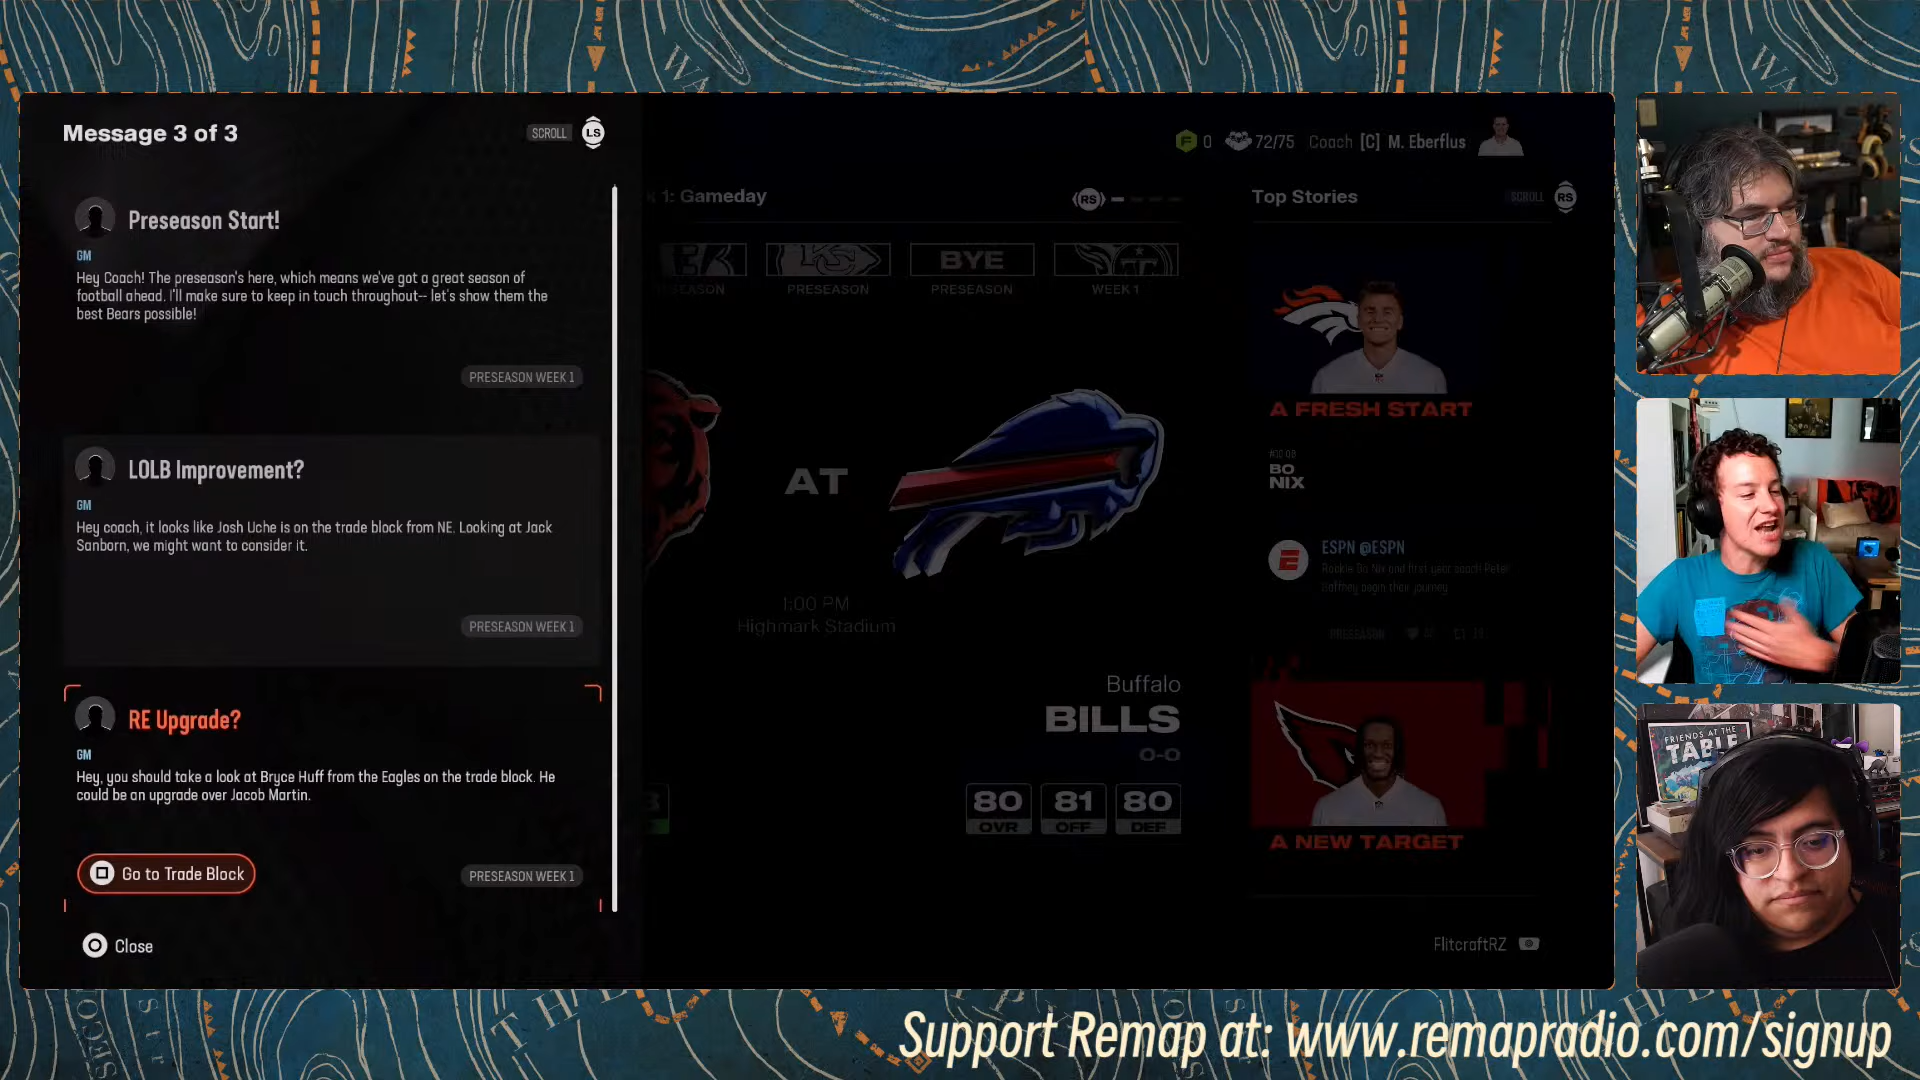 Message 3 of 3
SCROLL
LS
Preseason Start!
GM
Hey Coach! The preseason's here, which means we've got a great season of
football ahead. I'll make sure to keep in touch throughout-- let's show them the
best Bears possible!
PRESEASON WEEK 1
LOLB Improvement?
GM
Hey coach, it looks like Josh Uche is on the trade block from NE. Looking at Jack
Sanborn, we might want to consider it.
PRESEASON WEEK 1
RE Upgrade?
GM
Hey, you should take a look at Bryce Huff from the Eagles on the trade block. He
could be an upgrade over Jacob Martin.
Go to Trade Block
PRESEASON WEEK 1
Close
0
72/75
Coach [C] M. Eberflus
1: Gameday
RS
PRESEASON
BYE
PRESEASON
WEEK 1
AT
1:00 PM
Highmark Stadium
Buffalo
BILLS
0-0
80 81 80
OVR OFF DEF
Top Stories
SCROLL
RS
A FRESH START
BO
NIX
ESPN @ESPN
PRESEASON
A NEW TARGET
FlitcraftRZ
FRIENDS AT THE
TABLE
Support Remap at: www.remapradio.com/signup